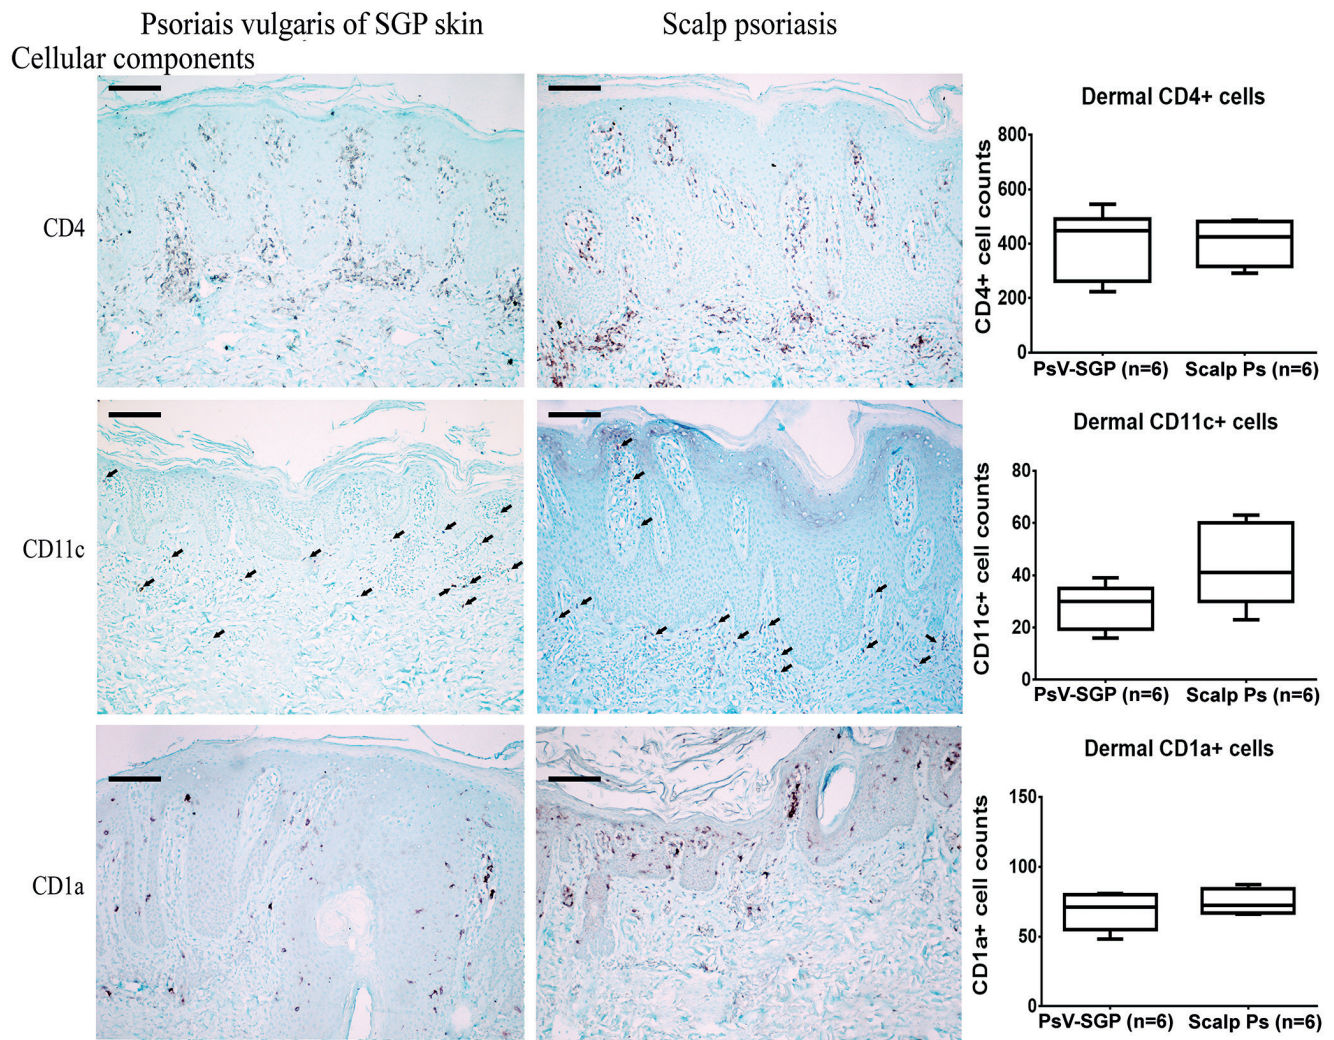 Psoriais vulgaris of SGP skin
Scalp psoriasis
Cellular components
CD4
Dermal CD4+ cells
CD4+ cell counts
800
600
400
200
0
PsV-SGP (n=6)
Scalp Ps (n=6)
CD11c
Dermal CD11c+ cells
CD11c+ cell counts
80
60
40
20
0
PsV-SGP (n=6)
Scalp Ps (n=6)
CD1a
Dermal CD1a+ cells
CD1a+ cell counts
150
100
50
0
PsV-SGP (n=6)
Scalp Ps (n=6)